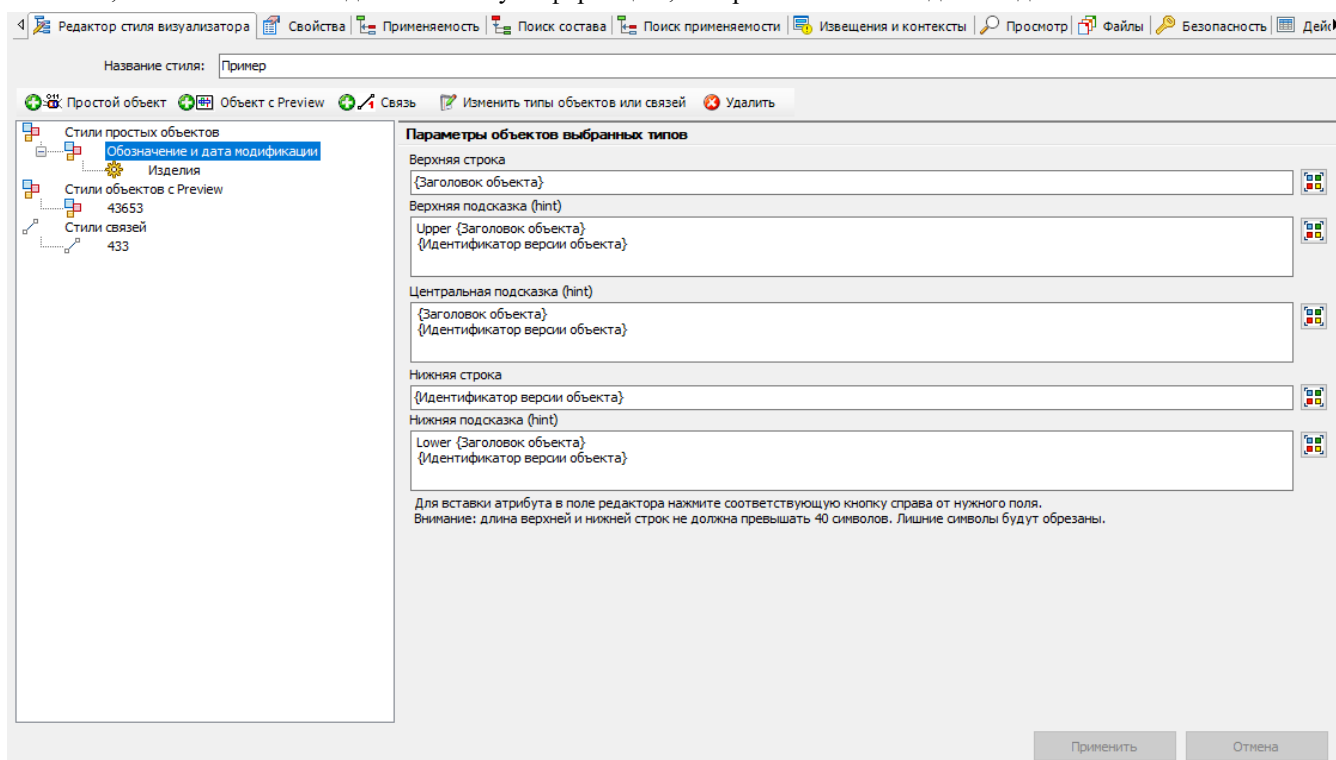 Редактор стиля визуализатора Свойства Применяемость Поиск состава Поиск применяемости Извещения и контексты Просмотр Файлы Безопасность
Название стиля: Пример
Простой объект Объект с Preview Связь Изменить типы объектов или связей Удалить
Стили простых объектов
Обозначение и дата модификации
Изделия
Стили объектов с Preview
43653
Стили связей
433
Параметры объектов выбранных типов
Верхняя строка
{Заголовок объекта}
Верхняя подсказка (hint)
Upper {Заголовок объекта}
{Идентификатор версии объекта}
Центральная подсказка (hint)
{Заголовок объекта}
{Идентификатор версии объекта}
Нижняя строка
{Идентификатор версии объекта}
Нижняя подсказка (hint)
Lower {Заголовок объекта}
{Идентификатор версии объекта}
Для вставки атрибута в поле редактора нажмите соответствующую кнопку справа от нужного поля.
Внимание: длина верхней и нижней строк не должна превышать 40 символов. Лишние символы будут обрезаны.
Применить Отмена